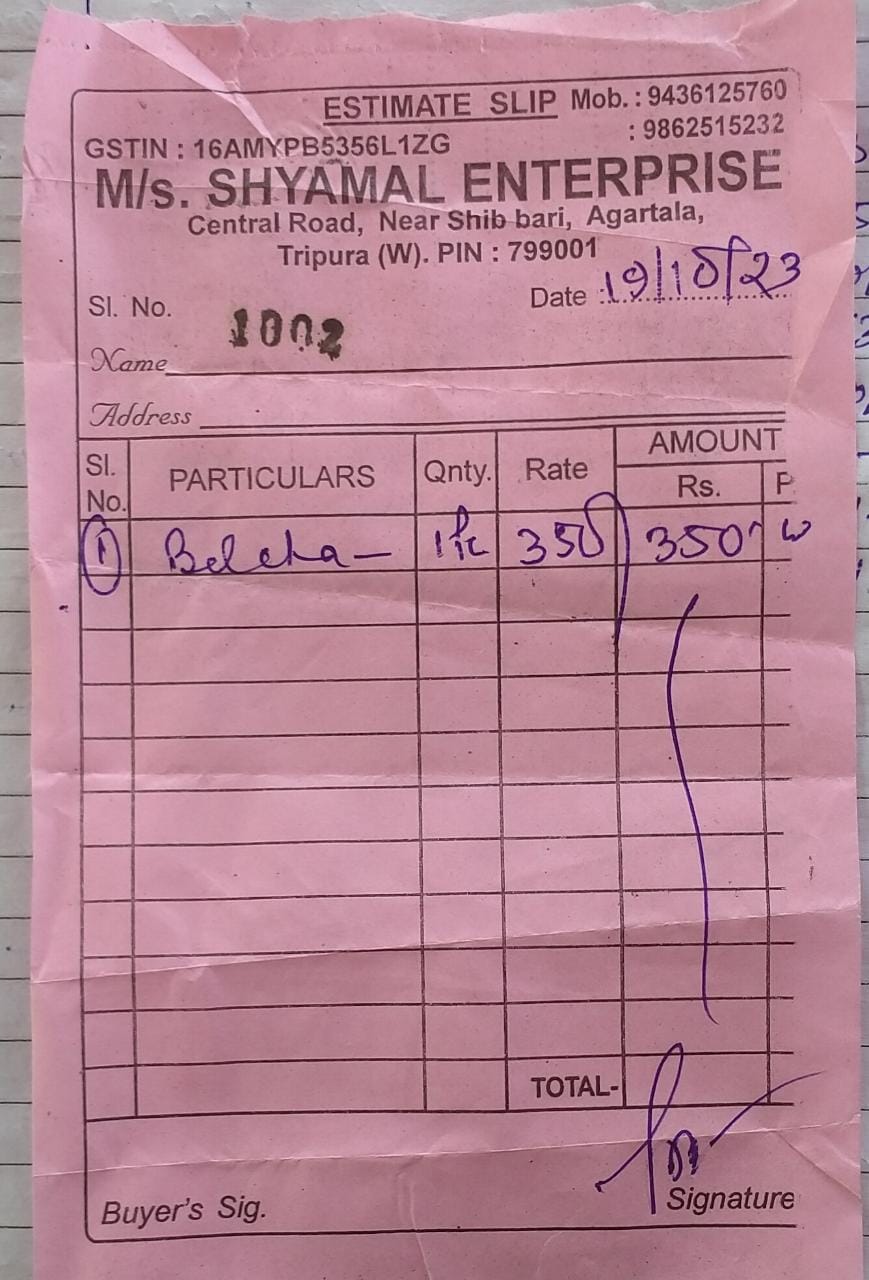 ESTIMATE SLIP Mob. : 9436125760
: 9862515232
GSTIN : 16AMYPB5356L1ZG
M/s. SHYAMAL ENTERPRISE
Central Road, Near Shib bari, Agartala,
Tripura (W). PIN : 799001
Date : 19/10/23
Sl. No. 1002
Name
Address
Sl. No. PARTICULARS Qnty. Rate AMOUNT
Rs. P
1 Belcha - 1 Pc 350 350
TOTAL-
Buyer's Sig. Signature